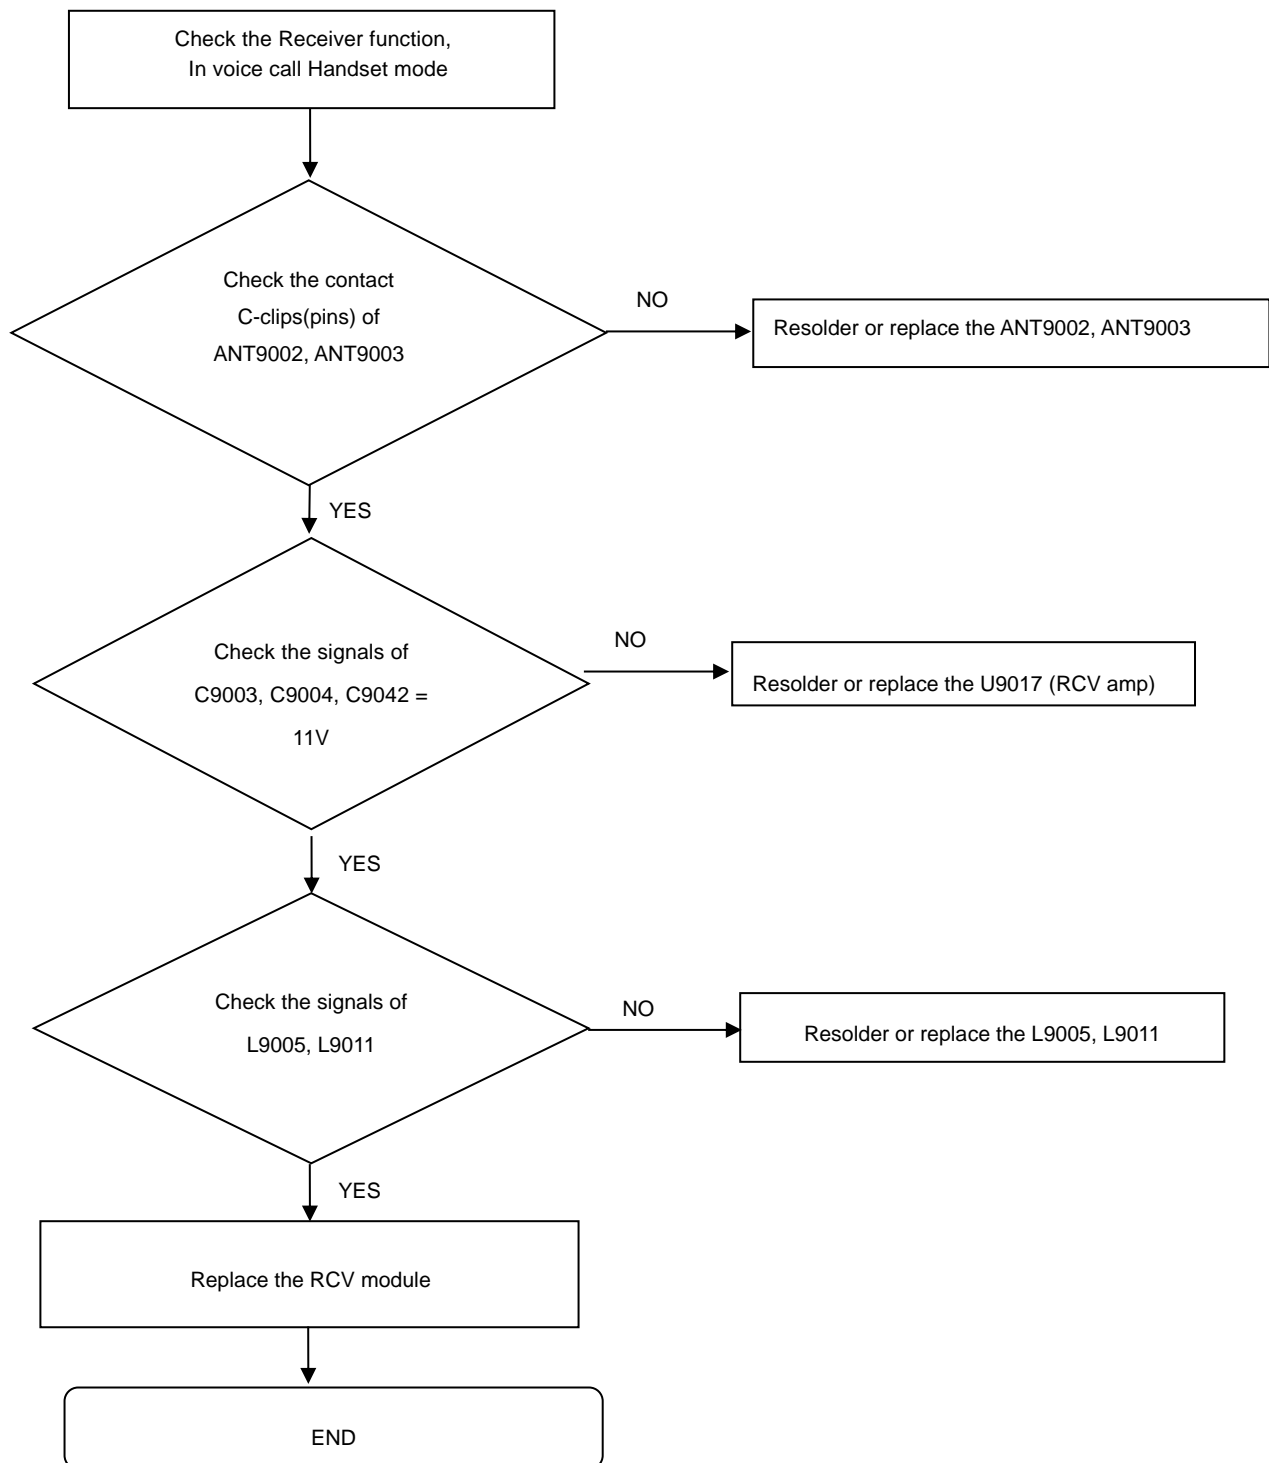 Check the Receiver function,
In voice call Handset mode
Check the contact
C-clips(pins) of
ANT9002, ANT9003
NO
Resolder or replace the ANT9002, ANT9003
YES
Check the signals of
C9003, C9004, C9042 =
11V
NO
Resolder or replace the U9017 (RCV amp)
YES
Check the signals of
L9005, L9011
NO
Resolder or replace the L9005, L9011
YES
Replace the RCV module
END